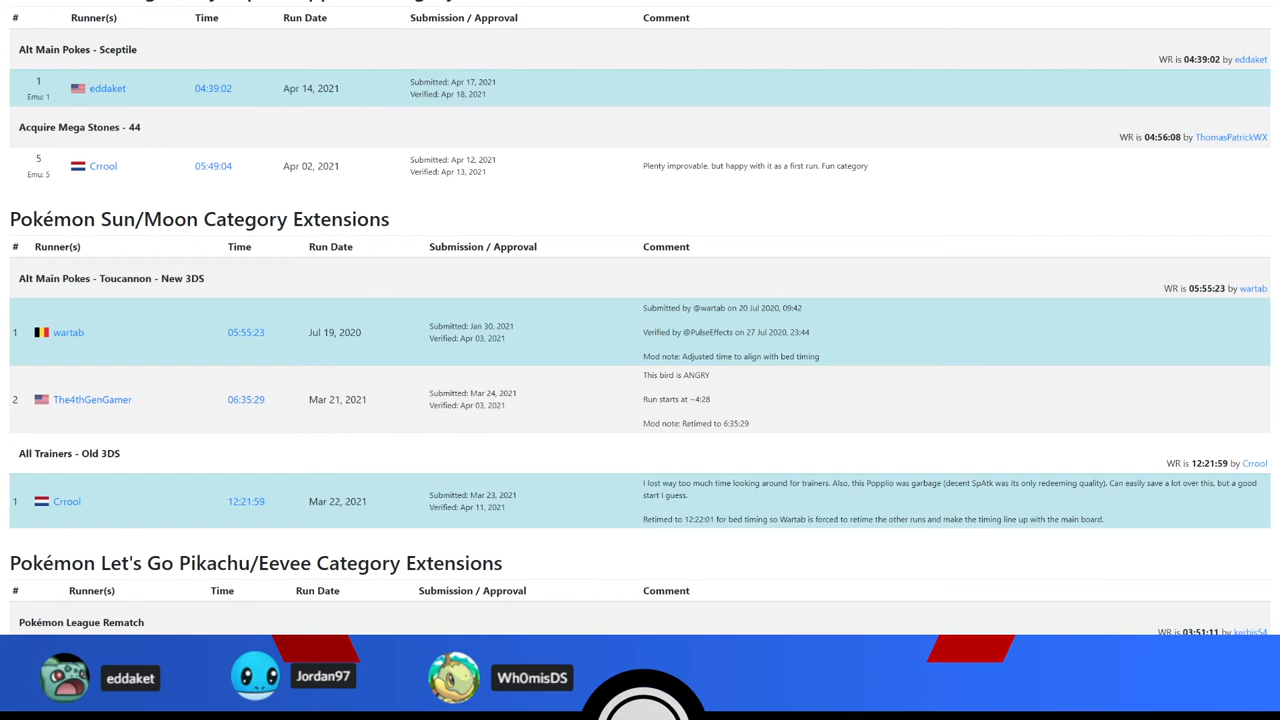 # Runner(s) Time Run Date Submission / Approval Comment
Alt Main Pokes - Sceptile
WR is 04:39:02 by eddaket
1 eddaket 04:39:02 Apr 14, 2021 Submitted: Apr 17, 2021
Emu: 1 Verified: Apr 18, 2021
Acquire Mega Stones - 44
WR is 04:56:08 by ThomasPatrickWX
5 Crrool 05:49:04 Apr 02, 2021 Submitted: Apr 12, 2021 Plenty improvable, but happy with it as a first run. Fun category
Emu: 5 Verified: Apr 13, 2021
Pokémon Sun/Moon Category Extensions
# Runner(s) Time Run Date Submission / Approval Comment
Alt Main Pokes - Toucannon - New 3DS
WR is 05:55:23 by wartab
Submitted by @wartab on 20 Jul 2020, 09:42
1 wartab 05:55:23 Jul 19, 2020 Submitted: Jan 30, 2021 Verified by @PulseEffects on 27 Jul 2020, 23:44
Verified: Apr 03, 2021
Mod note: Adjusted time to align with bed timing
This bird is ANGRY
2 The4thGenGamer 06:35:29 Mar 21, 2021 Submitted: Mar 24, 2021 Run starts at ~4:28
Verified: Apr 03, 2021
Mod note: Retimed to 6:35:29
All Trainers - Old 3DS
WR is 12:21:59 by Crrool
I lost way too much time looking around for trainers. Also, this Popplio was garbage (decent SpAtk was its only redeeming quality). Can easily save a lot over this, but a good
start I guess.
1 Crrool 12:21:59 Mar 22, 2021 Submitted: Mar 23, 2021
Verified: Apr 11, 2021
Retimed to 12:22:01 for bed timing so Wartab is forced to retime the other runs and make the timing line up with the main board.
Pokémon Let's Go Pikachu/Eevee Category Extensions
# Runner(s) Time Run Date Submission / Approval Comment
Pokémon League Rematch
WR is 03:51:11 by kerbis54
eddaket Jordan97 Wh0misDS